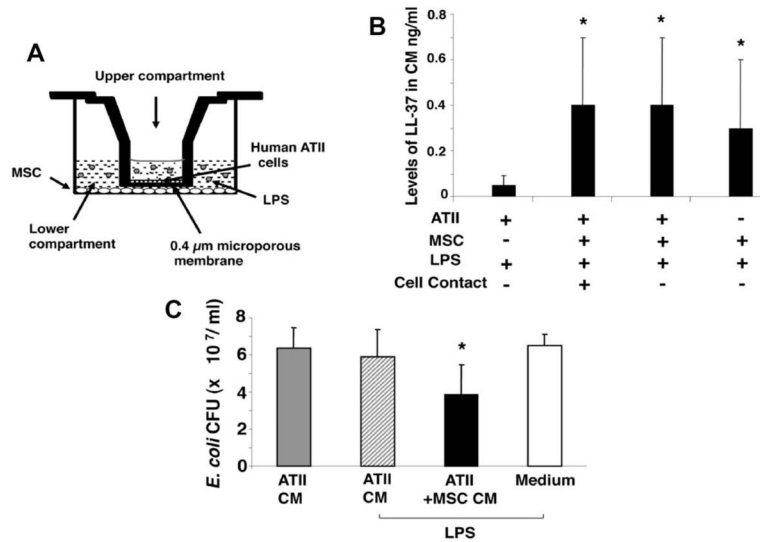 A
Upper compartment
Human ATII
cells
MSC
LPS
Lower
compartment
0.4 μm microporous
membrane
B
Levels of LL-37 in CM ng/ml
0.8
0.6
0.4
0.2
0
* * *
ATII + + + -
MSC - + + +
LPS + + + +
Cell Contact - + - -
C
E. coli CFU (x 10 7/ ml)
8
6
4
2
0
*
ATII
CM
ATII
CM
ATII
+MSC CM
Medium
LPS